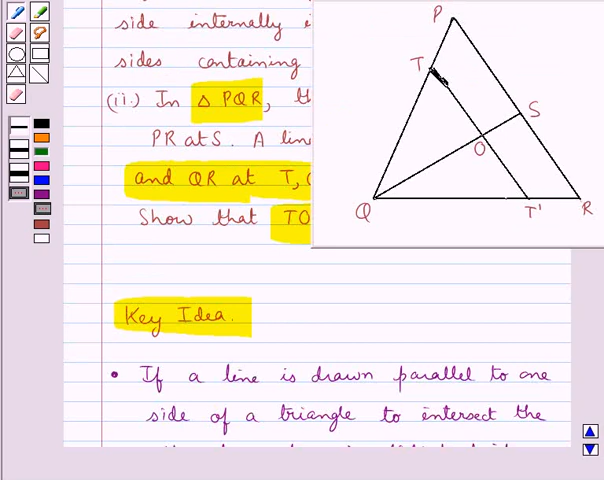 side internally i
sides containing
(ii.) In △ PQR, th
PR at S. A lin
and QR at T,
Show that TO
Key Idea.
• If a line is drawn parallel to one
side of a triangle to intersect the
P
T
S
O
Q
T'
R